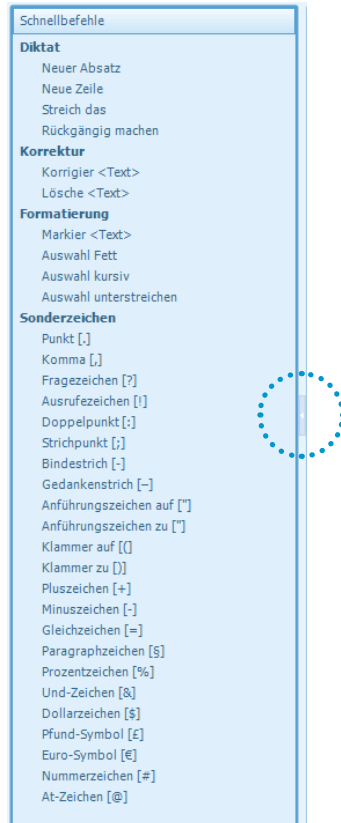 Schnellbefehle
Diktat
Neuer Absatz
Neue Zeile
Streich das
Rückgängig machen
Korrektur
Korrigier <Text>
Lösche <Text>
Formatierung
Markier <Text>
Auswahl Fett
Auswahl kursiv
Auswahl unterstreichen
Sonderzeichen
Punkt [.]
Komma [,]
Fragezeichen [?]
Ausrufezeichen [!]
Doppelpunkt [:]
Strichpunkt [;]
Bindestrich [-]
Gedankenstrich [–]
Anführungszeichen auf ["]
Anführungszeichen zu ["]
Klammer auf [(]
Klammer zu [)]
Pluszeichen [+]
Minuszeichen [-]
Gleichzeichen [=]
Paragraphzeichen [§]
Prozentzeichen [%]
Und-Zeichen [&]
Dollarzeichen [$]
Pfund-Symbol [£]
Euro-Symbol [€]
Nummerzeichen [#]
At-Zeichen [@]